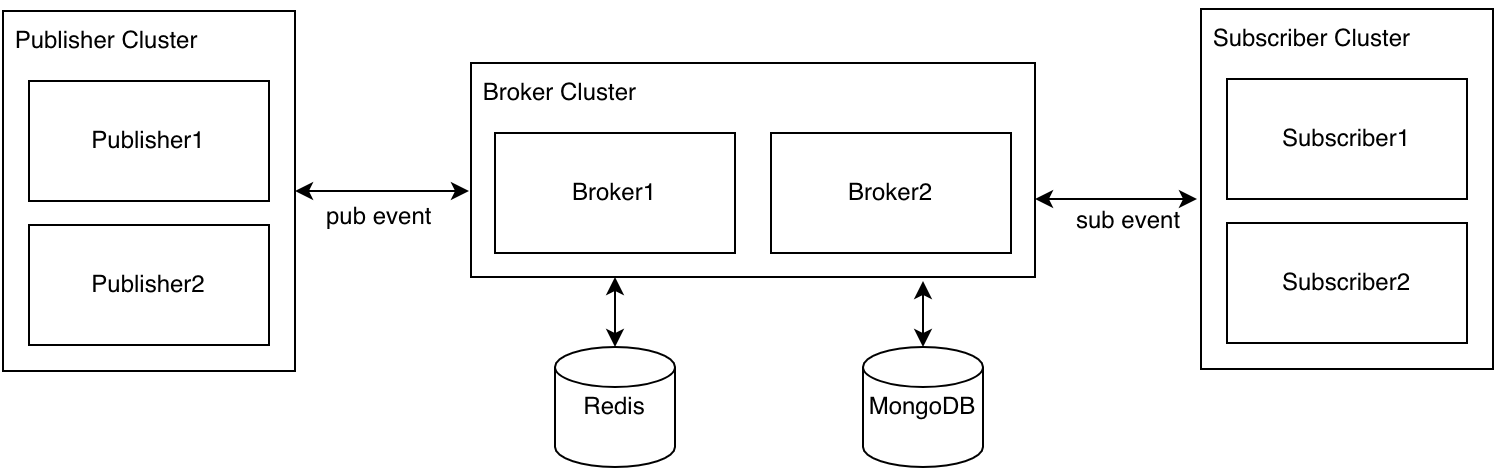 Publisher Cluster
Publisher1
Publisher2
pub event
Broker Cluster
Broker1
Broker2
Redis
MongoDB
sub event
Subscriber Cluster
Subscriber1
Subscriber2